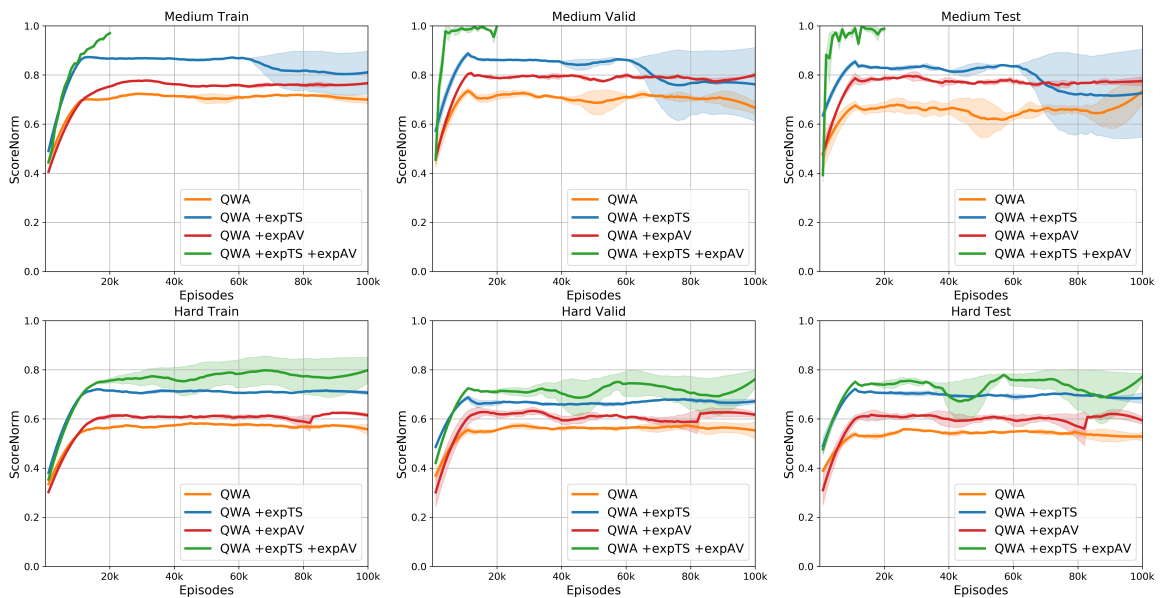 Medium Train
ScoreNorm
1.0
0.8
0.6
0.4
0.2
0.0
20k 40k 60k 80k 100k
Episodes
QWA
QWA +expTS
QWA +expAV
QWA +expTS +expAV
Medium Valid
ScoreNorm
1.0
0.8
0.6
0.4
0.2
0.0
20k 40k 60k 80k 100k
Episodes
QWA
QWA +expTS
QWA +expAV
QWA +expTS +expAV
Medium Test
ScoreNorm
1.0
0.8
0.6
0.4
0.2
0.0
20k 40k 60k 80k 100k
Episodes
QWA
QWA +expTS
QWA +expAV
QWA +expTS +expAV
Hard Train
ScoreNorm
1.0
0.8
0.6
0.4
0.2
0.0
20k 40k 60k 80k 100k
Episodes
QWA
QWA +expTS
QWA +expAV
QWA +expTS +expAV
Hard Valid
ScoreNorm
1.0
0.8
0.6
0.4
0.2
0.0
20k 40k 60k 80k 100k
Episodes
QWA
QWA +expTS
QWA +expAV
QWA +expTS +expAV
Hard Test
ScoreNorm
1.0
0.8
0.6
0.4
0.2
0.0
20k 40k 60k 80k 100k
Episodes
QWA
QWA +expTS
QWA +expAV
QWA +expTS +expAV